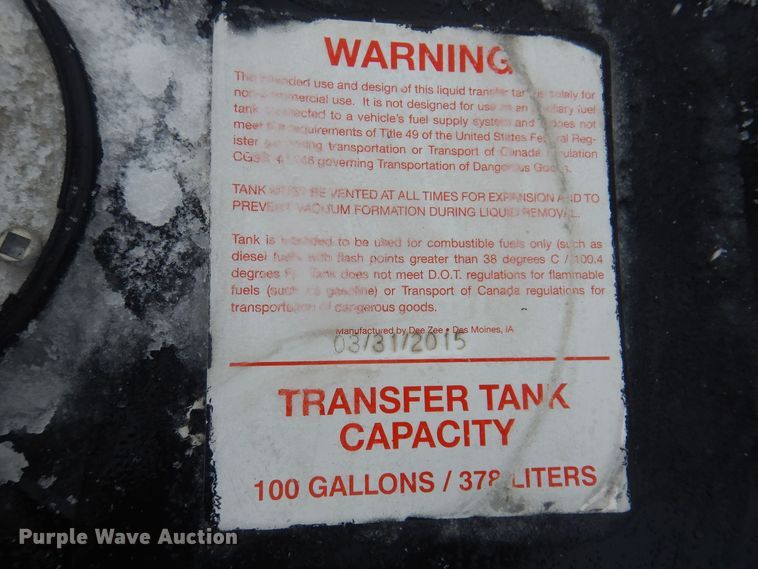 WARNING
The intended use and design of this liquid transfer tank is solely for
non-commercial use. It is not designed for use as an auxiliary fuel
tank connected to a vehicle's fuel supply system and does not
meet the requirements of Title 49 of the United States Federal Reg-
ister governing transportation or Transport of Canada regulation
governing Transportation of Dangerous Goods.
TANK MUST BE VENTED AT ALL TIMES FOR EXPANSION AND TO
PREVENT VACUUM FORMATION DURING LIQUID REMOVAL.
Tank is intended to be used for combustible fuels only (such as
diesel fuels with flash points greater than 38 degrees C / 100.4
degrees F). Tank does not meet D.O.T. regulations for flammable
fuels (such as gasoline) or Transport of Canada regulations for
transportation of dangerous goods.
Manufactured by Dee Zee • Des Moines, IA
03/31/2015
TRANSFER TANK
CAPACITY
100 GALLONS / 378 LITERS
Purple Wave Auction